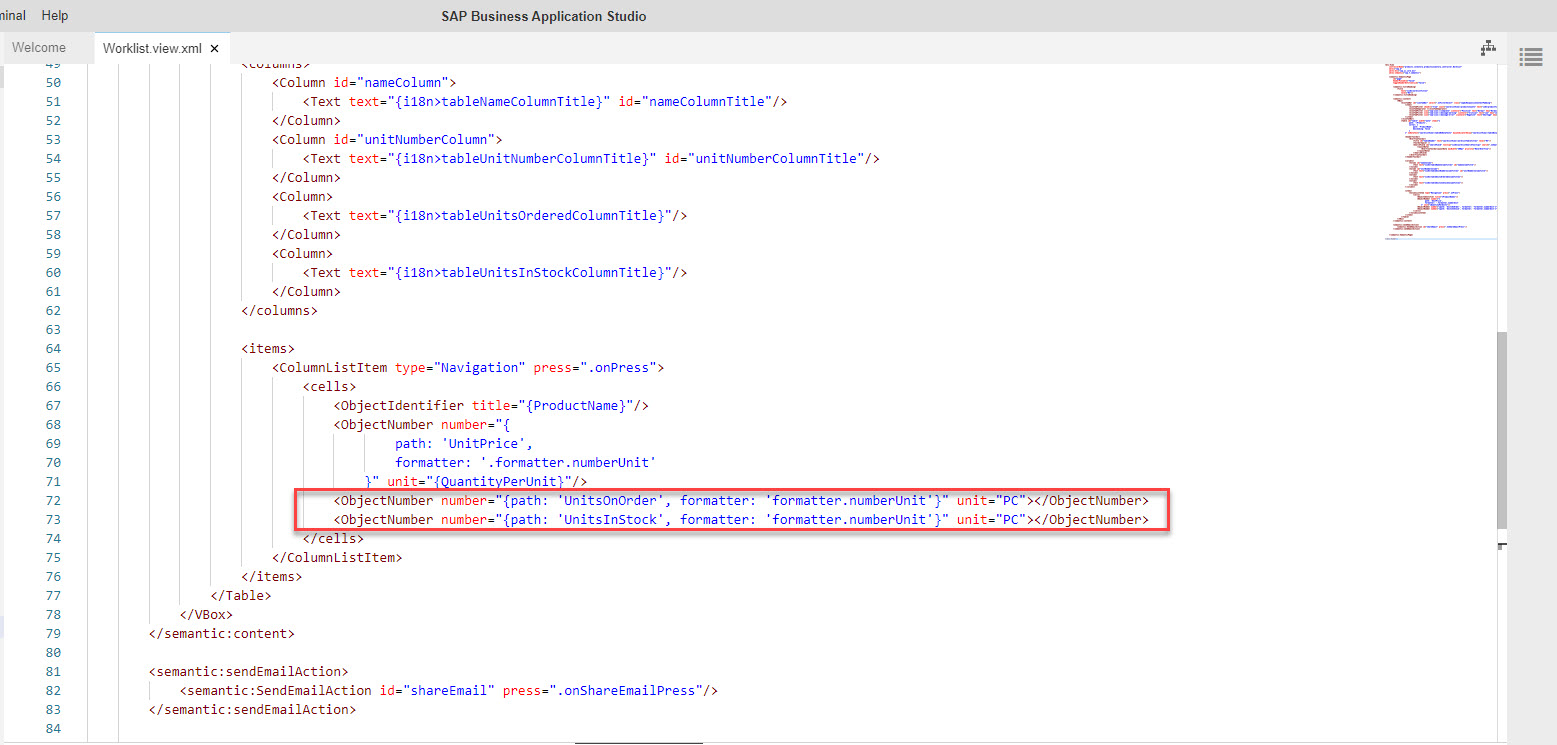 minal Help SAP Business Application Studio
Welcome Worklist.view.xml ×
49 <columns>
50 <Column id="nameColumn">
51 <Text text="{i18n>tableNameColumnTitle}" id="nameColumnTitle"/>
52 </Column>
53 <Column id="unitNumberColumn">
54 <Text text="{i18n>tableUnitNumberColumnTitle}" id="unitNumberColumnTitle"/>
55 </Column>
56 <Column>
57 <Text text="{i18n>tableUnitsOrderedColumnTitle}"/>
58 </Column>
59 <Column>
60 <Text text="{i18n>tableUnitsInStockColumnTitle}"/>
61 </Column>
62 </columns>
63
64 <items>
65 <ColumnListItem type="Navigation" press=".onPress">
66 <cells>
67 <ObjectIdentifier title="{ProductName}"/>
68 <ObjectNumber number="{
69 path: 'UnitPrice',
70 formatter: '.formatter.numberUnit'
71 }" unit="{QuantityPerUnit}"/>
72 <ObjectNumber number="{path: 'UnitsOnOrder', formatter: 'formatter.numberUnit'}" unit="PC"></ObjectNumber>
73 <ObjectNumber number="{path: 'UnitsInStock', formatter: 'formatter.numberUnit'}" unit="PC"></ObjectNumber>
74 </cells>
75 </ColumnListItem>
76 </items>
77 </Table>
78 </VBox>
79 </semantic:content>
80
81 <semantic:sendEmailAction>
82 <semantic:SendEmailAction id="shareEmail" press=".onShareEmailPress"/>
83 </semantic:sendEmailAction>
84